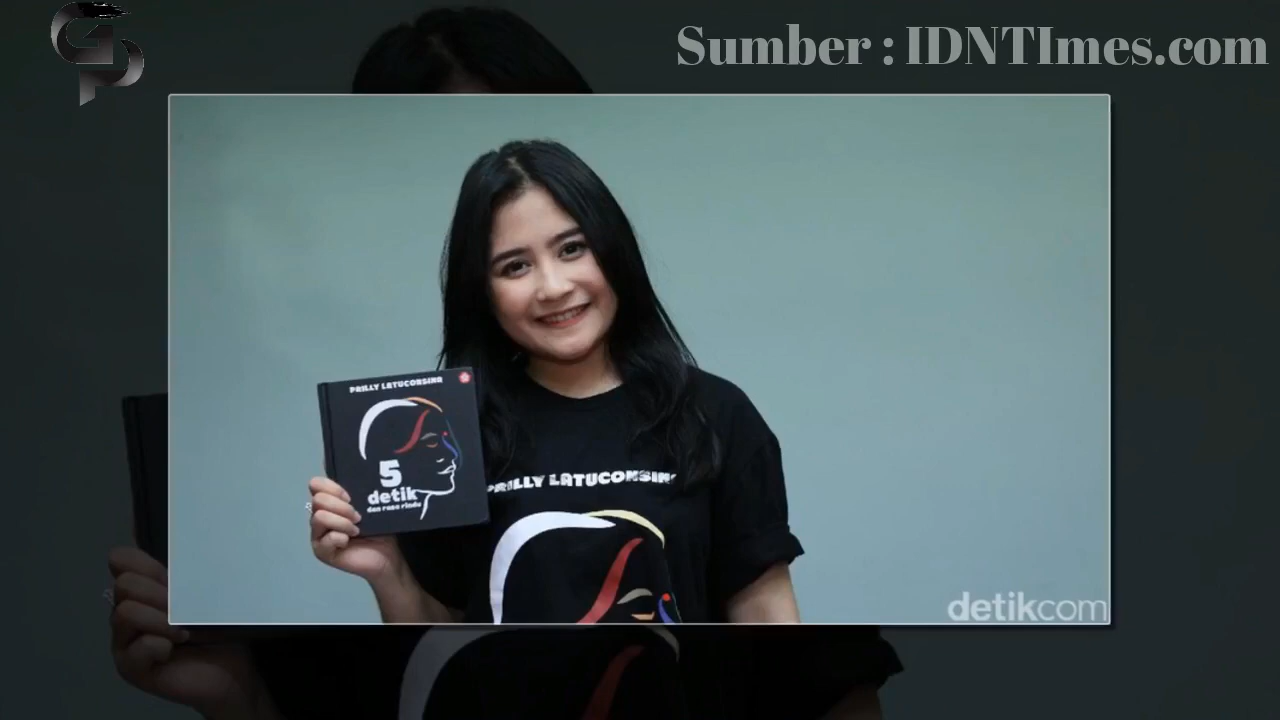 Sumber : IDNTImes.com
PRILLY LATUCONSINA
5
detik
dan rasa rindu
PRILLY LATUCONSINA
detikcom